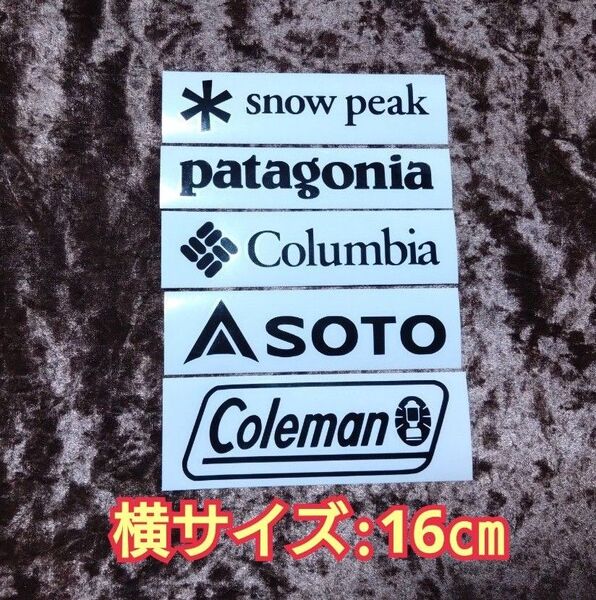 snow peak
patagonia
Columbia
SOTO
Coleman
横サイズ:16㎝